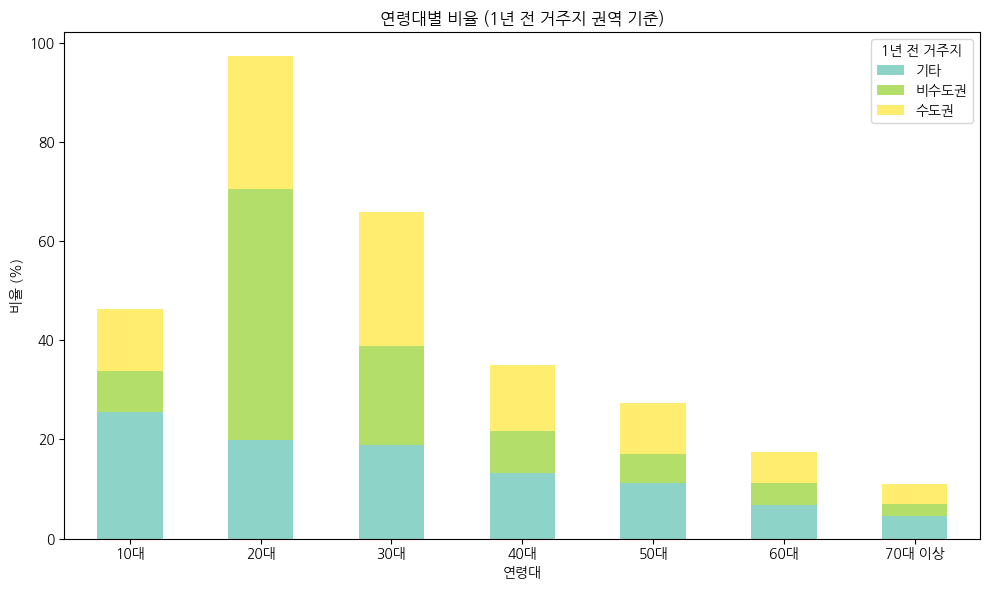 연령대별 비율 (1년 전 거주지 권역 기준)
1년 전 거주지
기타
비수도권
수도권
비율 (%)
100
80
60
40
20
0
10대
20대
30대
40대
50대
60대
70대 이상
연령대